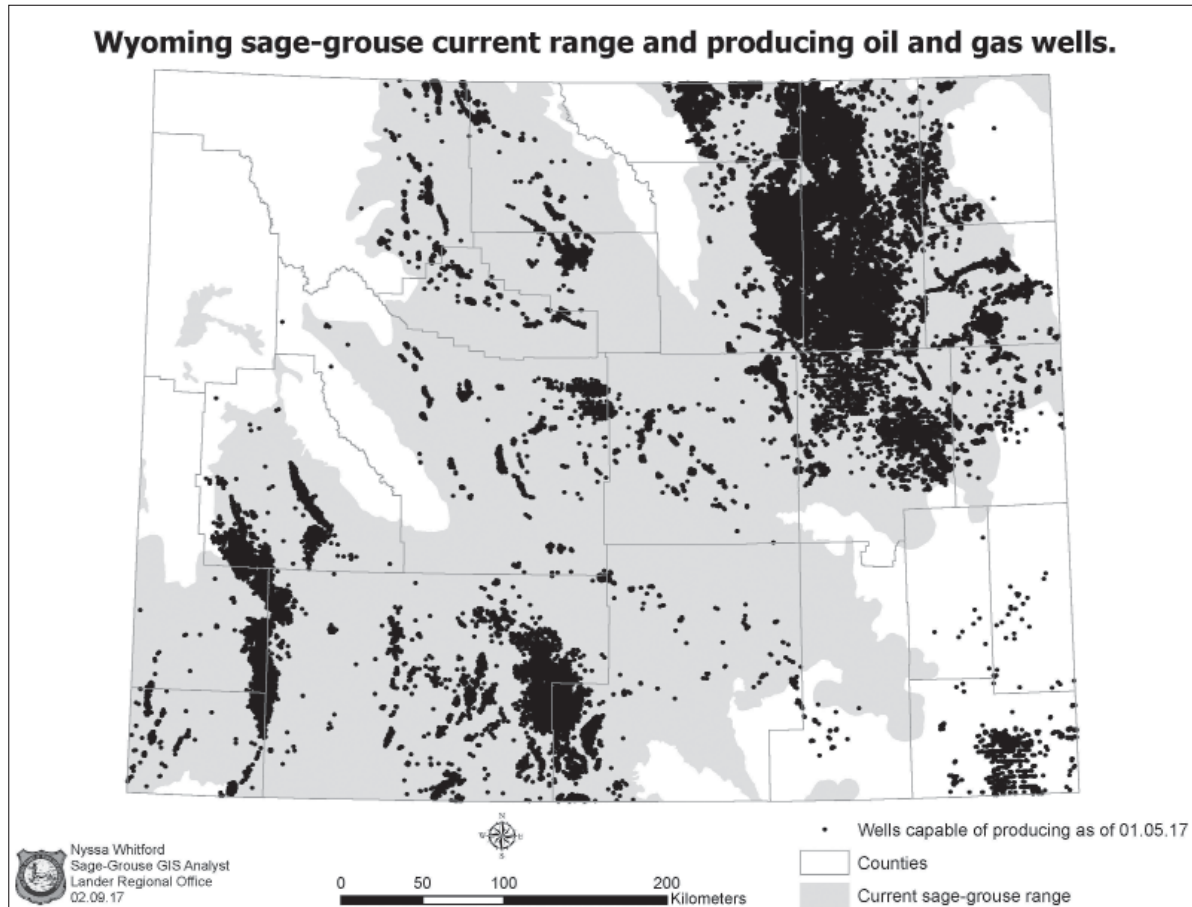 Wyoming sage-grouse current range and producing oil and gas wells.
N
W E
S
Nyssa Whitford
Sage-Grouse GIS Analyst
Lander Regional Office
02.09.17
0 50 100 200
Kilometers
Wells capable of producing as of 01.05.17
Counties
Current sage-grouse range